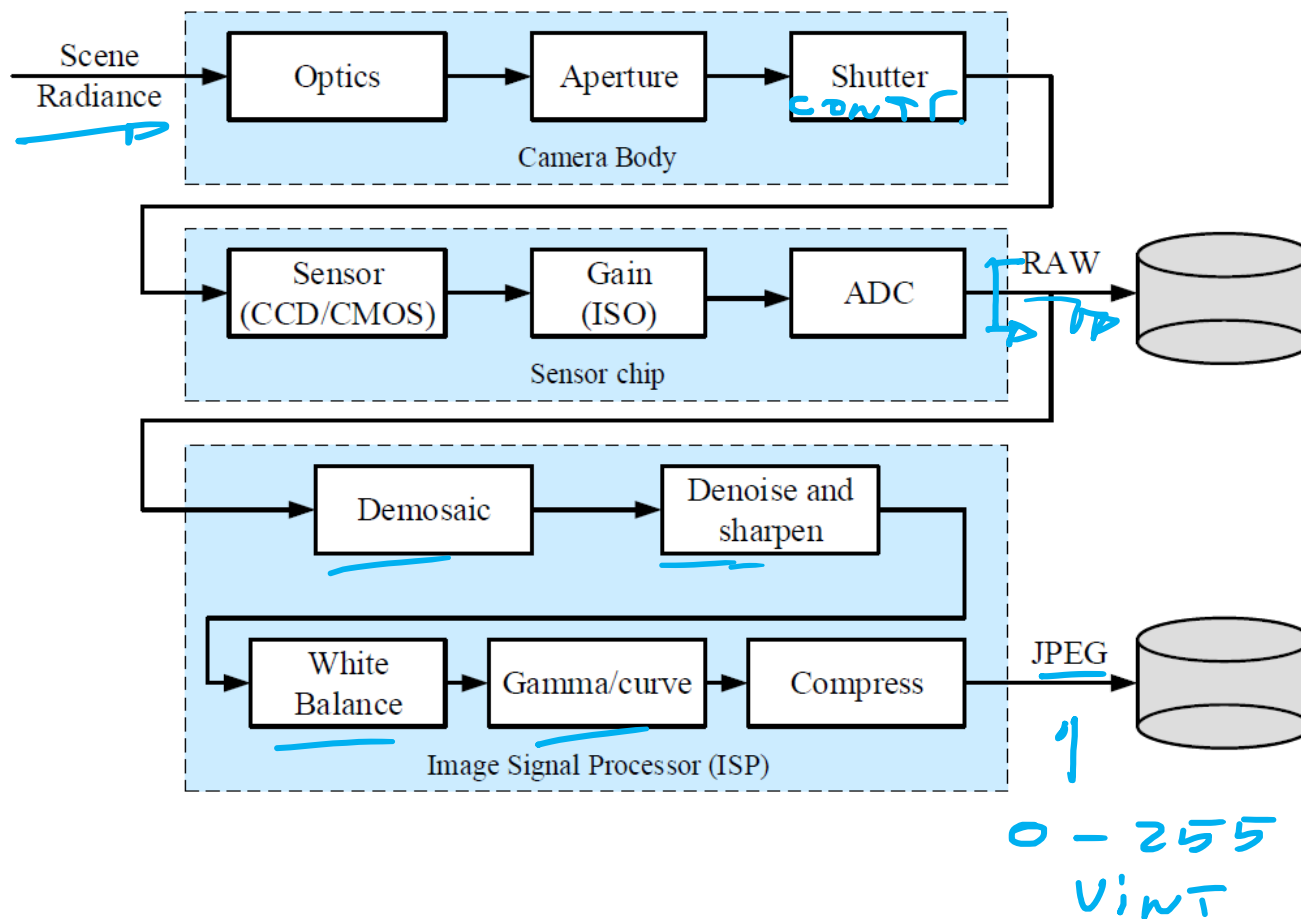 Scene
Radiance
Optics
Aperture
Shutter
CONTr.
Camera Body
Sensor
(CCD/CMOS)
Gain
(ISO)
ADC
RAW
Sensor chip
Demosaic
Denoise and
sharpen
White
Balance
Gamma/curve
Compress
JPEG
Image Signal Processor (ISP)
0 - 255
UiNT